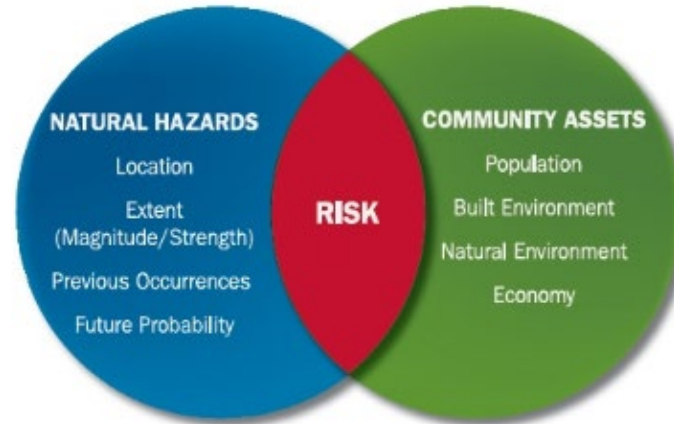 NATURAL HAZARDS
Location
Extent
(Magnitude/Strength)
Previous Occurrences
Future Probability
RISK
COMMUNITY ASSETS
Population
Built Environment
Natural Environment
Economy